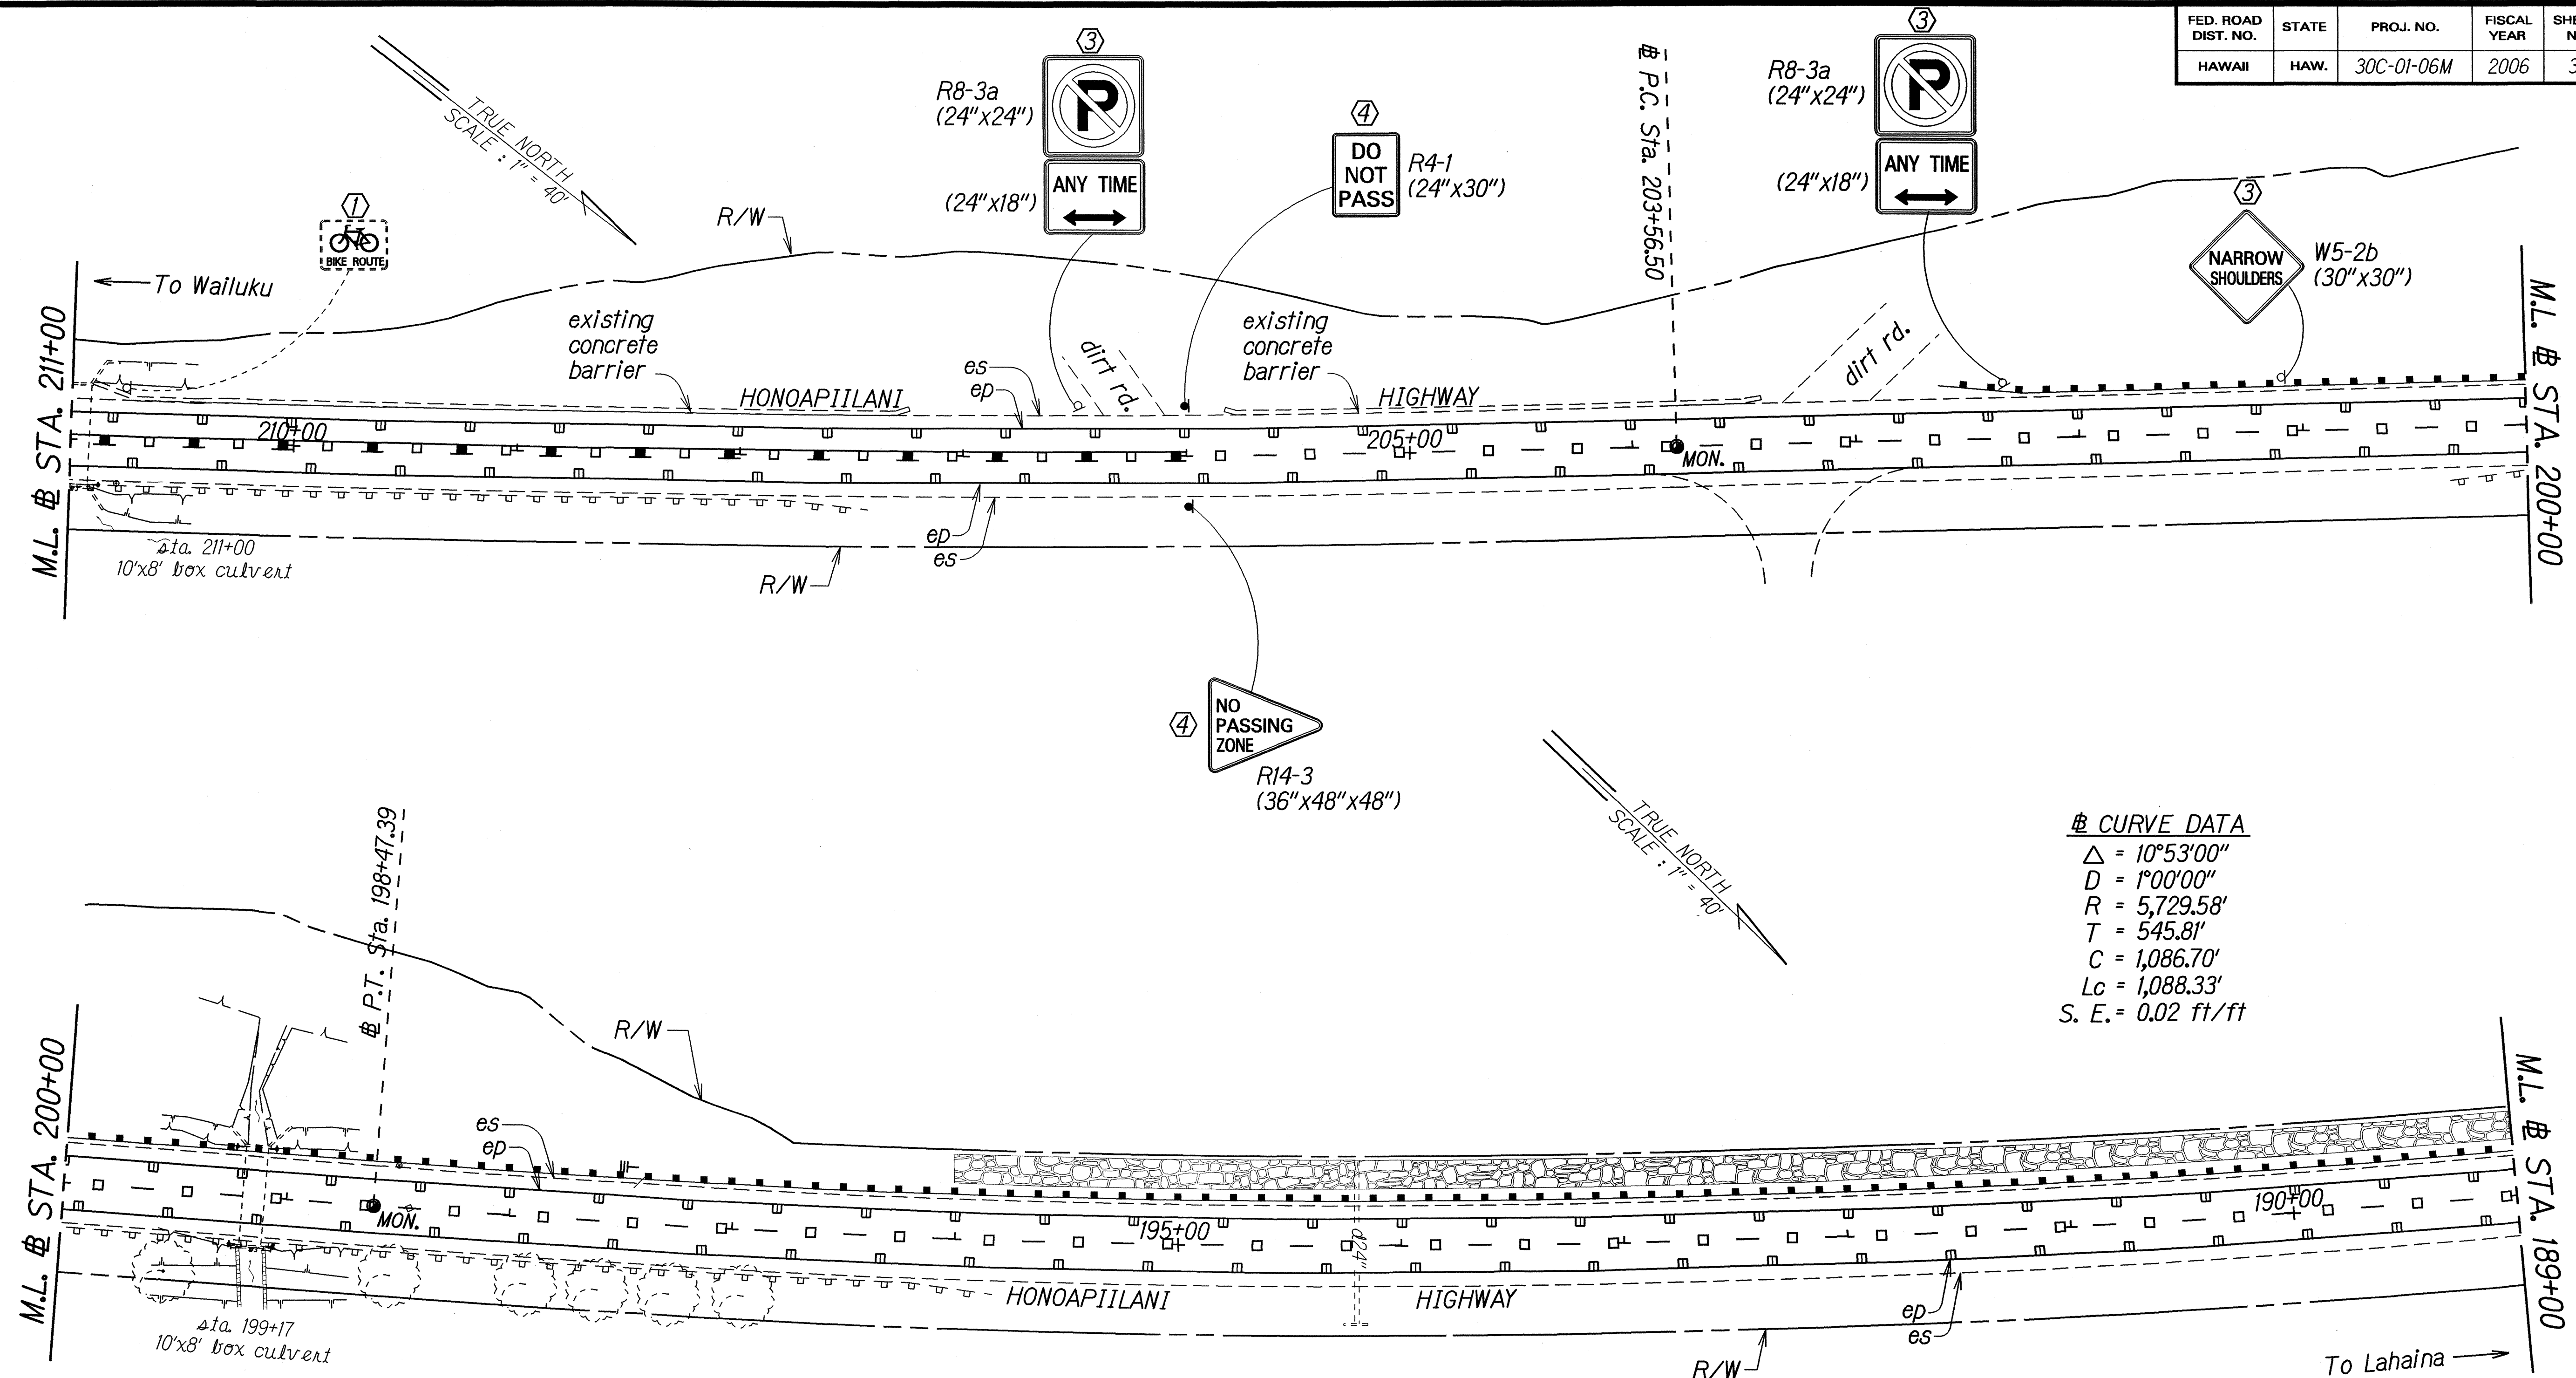 FED. ROAD DIST. NO.
STATE
PROJ. NO.
FISCAL YEAR
HAWAII
HAW.
30C-01-06M
2006
TRUE NORTH
SCALE : 1" = 40'
3
R8-3a
(24"x24")
P
ANY TIME
(24"x18")
4
DO
NOT
PASS
R4-1
(24"x30")
℄ P.C. Sta. 203+56.50
3
R8-3a
(24"x24")
P
ANY TIME
(24"x18")
3
NARROW
SHOULDERS
W5-2b
(30"x30")
1
BIKE ROUTE
R/W
To Wailuku
existing
concrete
barrier
es
ep
dirt rd.
existing
concrete
barrier
dirt rd.
HONOAPIILANI
HIGHWAY
210+00
205+00
MON.
M.L. ℄ STA. 211+00
M.L. ℄ STA. 200+00
sta. 211+00
10'x8' box culvert
ep
es
R/W
4
NO
PASSING
ZONE
R14-3
(36"x48"x48")
TRUE NORTH
SCALE : 1" = 40'
℄ CURVE DATA
△ = 10°53'00"
D = 1°00'00"
R = 5,729.58'
T = 545.81'
C = 1,086.70'
Lc = 1,088.33'
S. E. = 0.02 ft/ft
℄ P.T. Sta. 198+47.39
R/W
es
ep
M.L. ℄ STA. 200+00
M.L. ℄ STA. 189+00
MON.
195+00
190+00
d24"
HONOAPIILANI
HIGHWAY
sta. 199+17
10'x8' box culvert
ep
es
R/W
To Lahaina